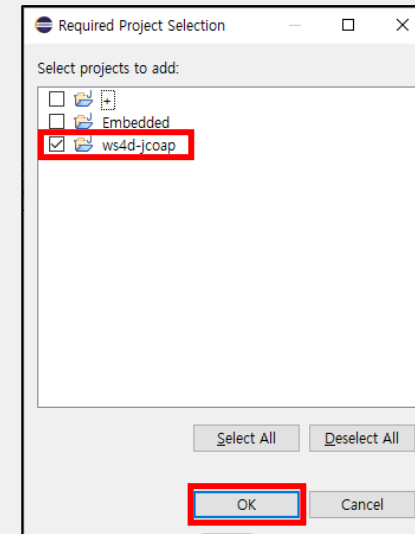 Required Project Selection
Select projects to add:
+
Embedded
ws4d-jcoap
Select All Deselect All
OK Cancel